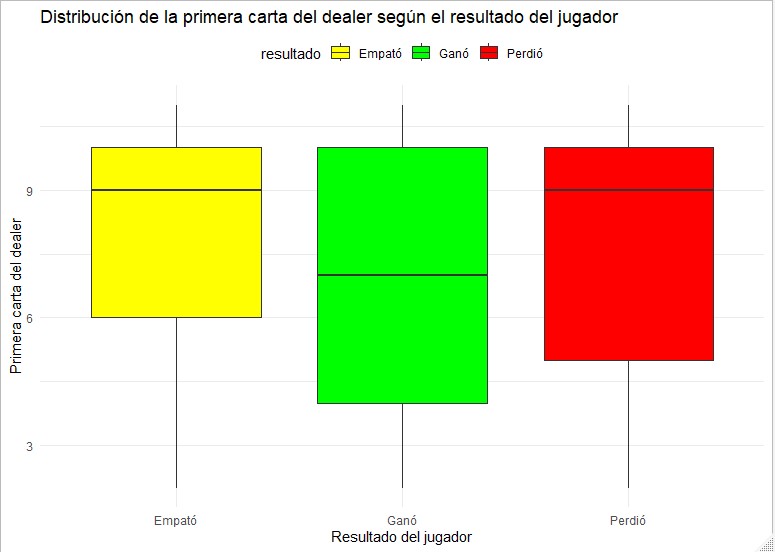 Distribución de la primera carta del dealer según el resultado del jugador
resultado Empató Ganó Perdió
Primera carta del dealer
9
6
3
Empató Ganó Perdió
Resultado del jugador